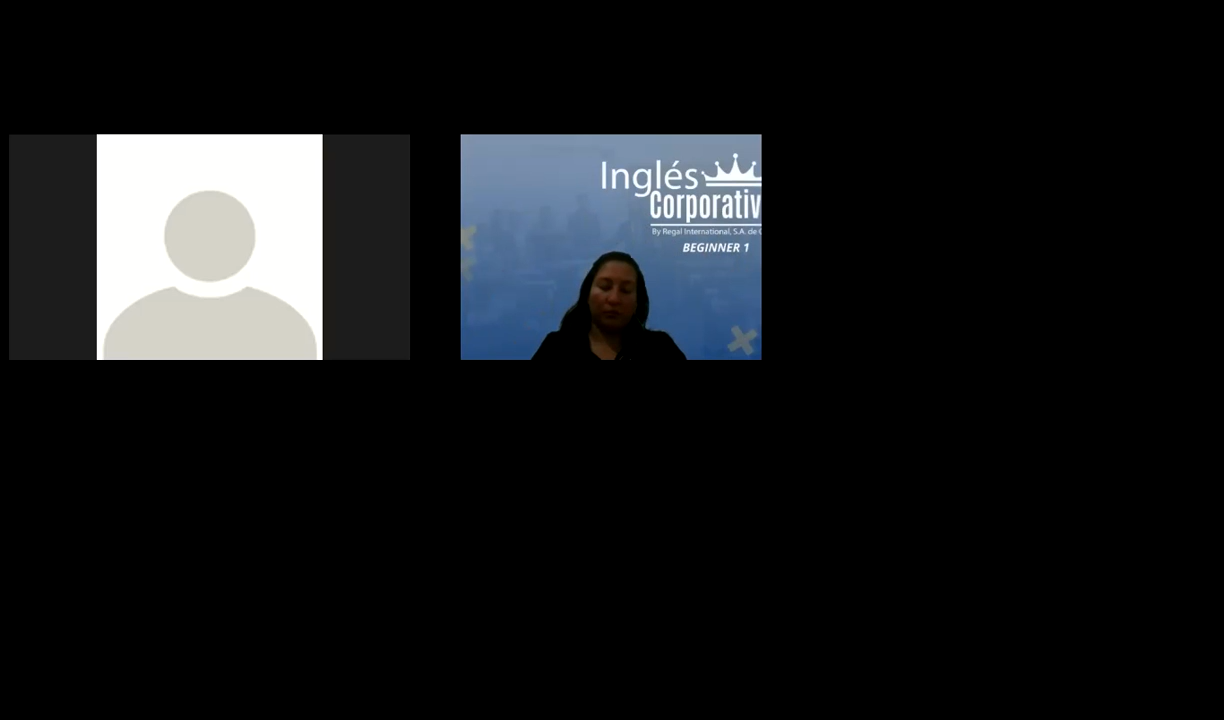 Inglés
Corporativ
By Regal International, S.A. de C
BEGINNER 1